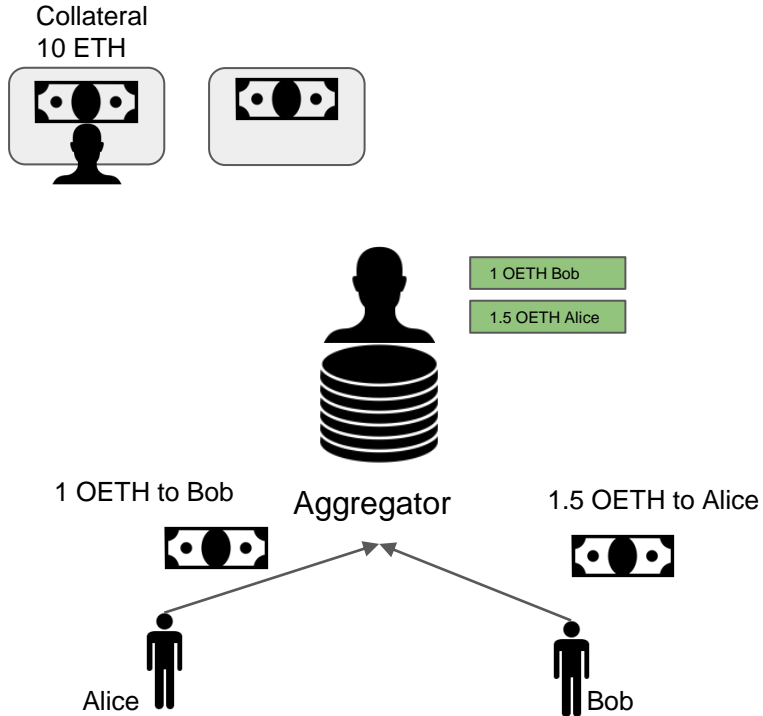 Collateral
10 ETH
1 OETH Bob
1.5 OETH Alice
1 OETH to Bob
Aggregator
1.5 OETH to Alice
Alice
Bob